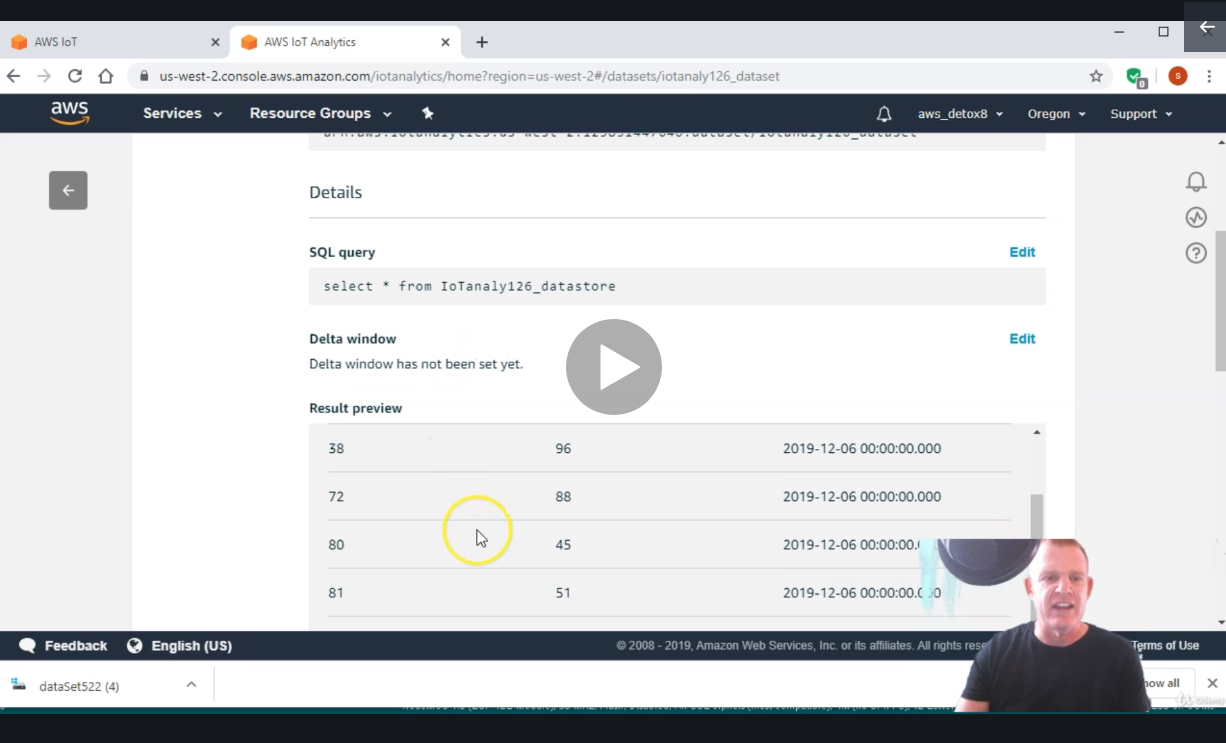 AWS IoT
AWS IoT Analytics
us-west-2.console.aws.amazon.com/iotanalytics/home?region=us-west-2#/datasets/iotanaly126_dataset
0
S
aws
Services
Resource Groups
aws_detox8
Oregon
Support
Details
SQL query
Edit
select * from IoTanaly126_datastore
Delta window
Edit
Delta window has not been set yet.
Result preview
38 96 2019-12-06 00:00:00.000
72 88 2019-12-06 00:00:00.000
80 45 2019-12-06 00:00:00.
81 51 2019-12-06 00:00:00.000
Feedback
English (US)
© 2008 - 2019, Amazon Web Services, Inc. or its affiliates. All rights rese
Terms of Use
dataSet522 (4)
how all